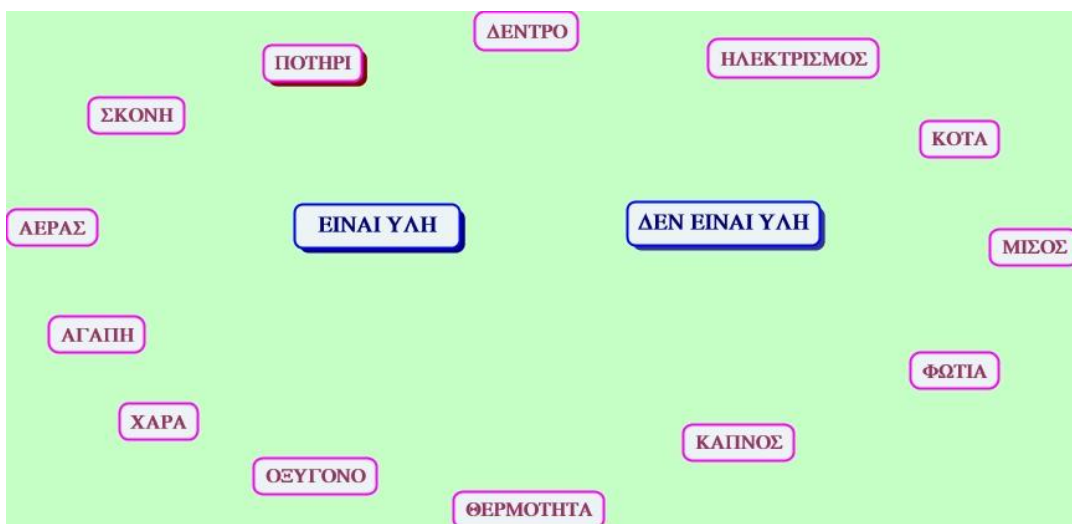 ΔΕΝΤΡΟ
ΠΟΤΗΡΙ
ΗΛΕΚΤΡΙΣΜΟΣ
ΣΚΟΝΗ
ΚΟΤΑ
ΑΕΡΑΣ
ΕΙΝΑΙ ΥΛΗ
ΔΕΝ ΕΙΝΑΙ ΥΛΗ
ΜΙΣΟΣ
ΑΓΑΠΗ
ΦΩΤΙΑ
ΧΑΡΑ
ΚΑΠΝΟΣ
ΟΞΥΓΟΝΟ
ΘΕΡΜΟΤΗΤΑ